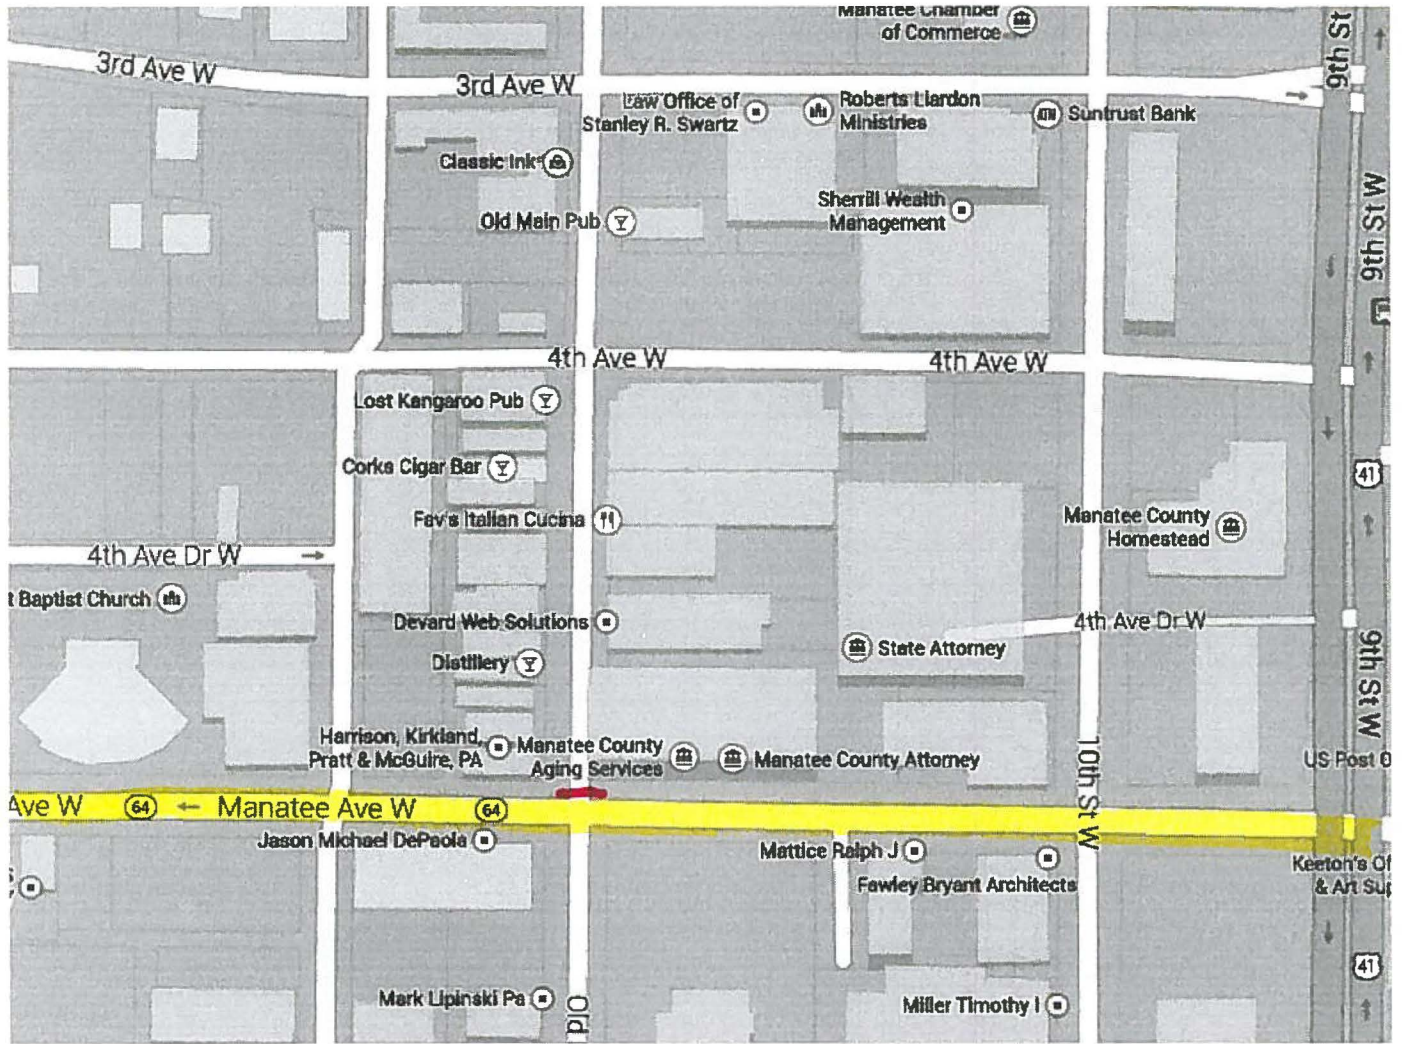 Manatee Chamber
of Commerce
9th St
3rd Ave W
3rd Ave W
Law Office of
Stanley R. Swartz
Roberts Liardon
Ministries
Suntrust Bank
Classic Ink
Old Main Pub
Sherrill Wealth
Management
9th St W
4th Ave W
4th Ave W
Lost Kangaroo Pub
Corks Cigar Bar
41
Fav's Italian Cucina
Manatee County
Homestead
4th Ave Dr W
t Baptist Church
Devard Web Solutions
4th Ave Dr W
State Attorney
Distillery
9th St W
Harrison, Kirkland,
Pratt & McGuire, PA
Manatee County
Aging Services
Manatee County Attorney
10th St W
US Post O
Ave W
64
Manatee Ave W
64
Jason Michael DePaola
Mattice Ralph J
Fawley Bryant Architects
Keeton's Of
& Art Sup
41
Mark Lipinski Pa
Old
Miller Timothy I